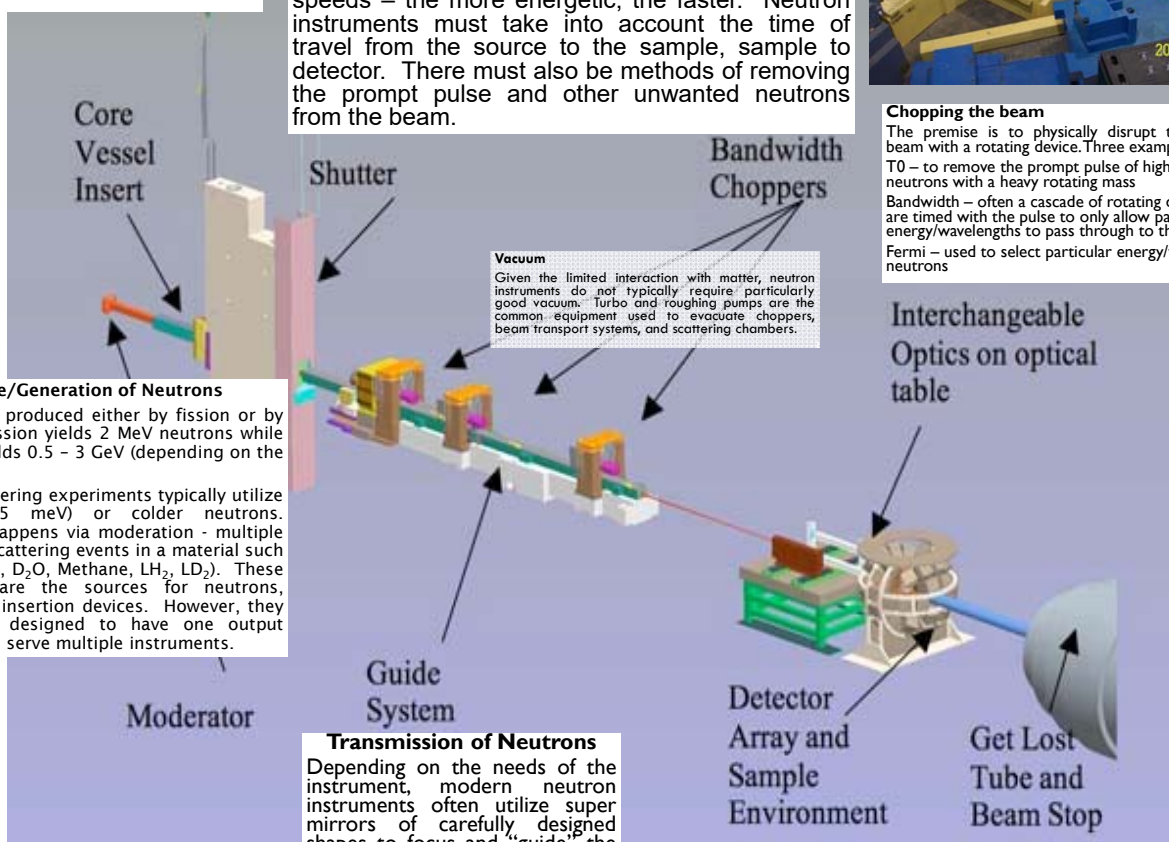 speeds – the more energetic, the faster. Neutron
instruments must take into account the time of
travel from the source to the sample, sample to
detector. There must also be methods of removing
the prompt pulse and other unwanted neutrons
from the beam.
20
Chopping the beam
The premise is to physically disrupt
beam with a rotating device. Three
T0 – to remove the prompt pulse of high
neutrons with a heavy rotating mass
Bandwidth – often a cascade of rotating
are timed with the pulse to only allow
energy/wavelengths to pass through to
Fermi – used to select particular energy/
neutrons
Core
Vessel
Insert
Shutter
Bandwidth
Choppers
Vacuum
Given the limited interaction with matter, neutron
instruments do not typically require particularly
good vacuum. Turbo and roughing pumps are the
common equipment used to evacuate choppers,
beam transport systems, and scattering chambers.
Interchangeable
Optics on optical
table
e/Generation of Neutrons
produced either by fission or by
yields 2 MeV neutrons while
0.5 – 3 GeV (depending on the
experiments typically utilize
meV) or colder neutrons.
via moderation - multiple
events in a material such
D₂O, Methane, LH₂, LD₂). These
are the sources for neutrons,
insertion devices. However, they
designed to have one output
serve multiple instruments.
Moderator
Guide
System
Transmission of Neutrons
Depending on the needs of the
instrument, modern neutron
instruments often utilize super
mirrors of carefully designed
shapes to focus and “guide” the
Detector
Array and
Sample
Environment
Get Lost
Tube and
Beam Stop